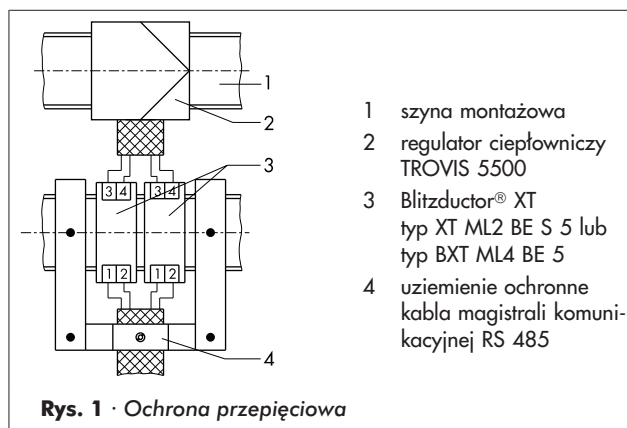 1
2
3
3 4 3 4
1 2 1 2
4
1 szyna montażowa
2 regulator ciepłowniczy
TROVIS 5500
3 Blitzductor® XT
typ XT ML2 BE S 5 lub
typ BXT ML4 BE 5
4 uziemienie ochronne
kabla magistrali komuni-
kacyjnej RS 485
Rys. 1 · Ochrona przepięciowa